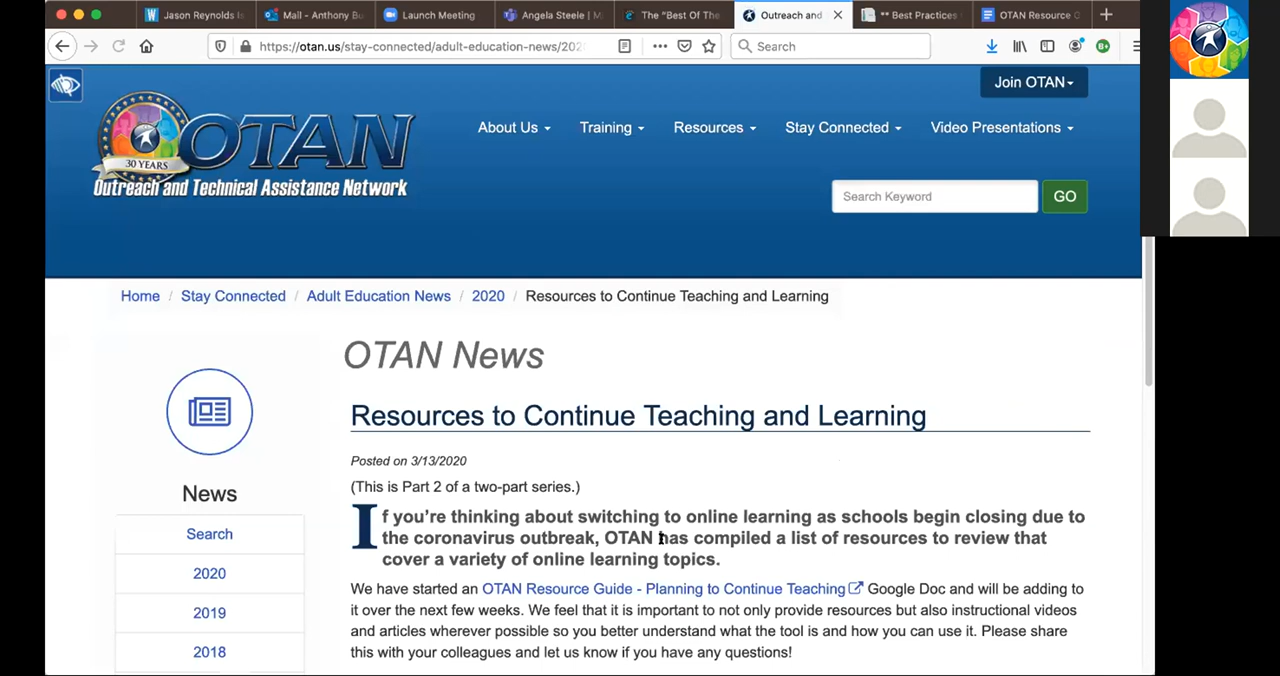 Jason Reynolds Is
Mail - Anthony Bu
Launch Meeting
Angela Steele | M
The "Best Of The
Outreach and
** Best Practices
OTAN Resource G
https://otan.us/stay-connected/adult-education-news/202
Search
Join OTAN
About Us
Training
Resources
Stay Connected
Video Presentations
30 YEARS
OTAN
Outreach and Technical Assistance Network
Search Keyword
GO
Home / Stay Connected / Adult Education News / 2020 / Resources to Continue Teaching and Learning
OTAN News
Resources to Continue Teaching and Learning
Posted on 3/13/2020
(This is Part 2 of a two-part series.)
If you’re thinking about switching to online learning as schools begin closing due to
the coronavirus outbreak, OTAN has compiled a list of resources to review that
cover a variety of online learning topics.
We have started an OTAN Resource Guide - Planning to Continue Teaching Google Doc and will be adding to
it over the next few weeks. We feel that it is important to not only provide resources but also instructional videos
and articles wherever possible so you better understand what the tool is and how you can use it. Please share
this with your colleagues and let us know if you have any questions!
News
Search
2020
2019
2018